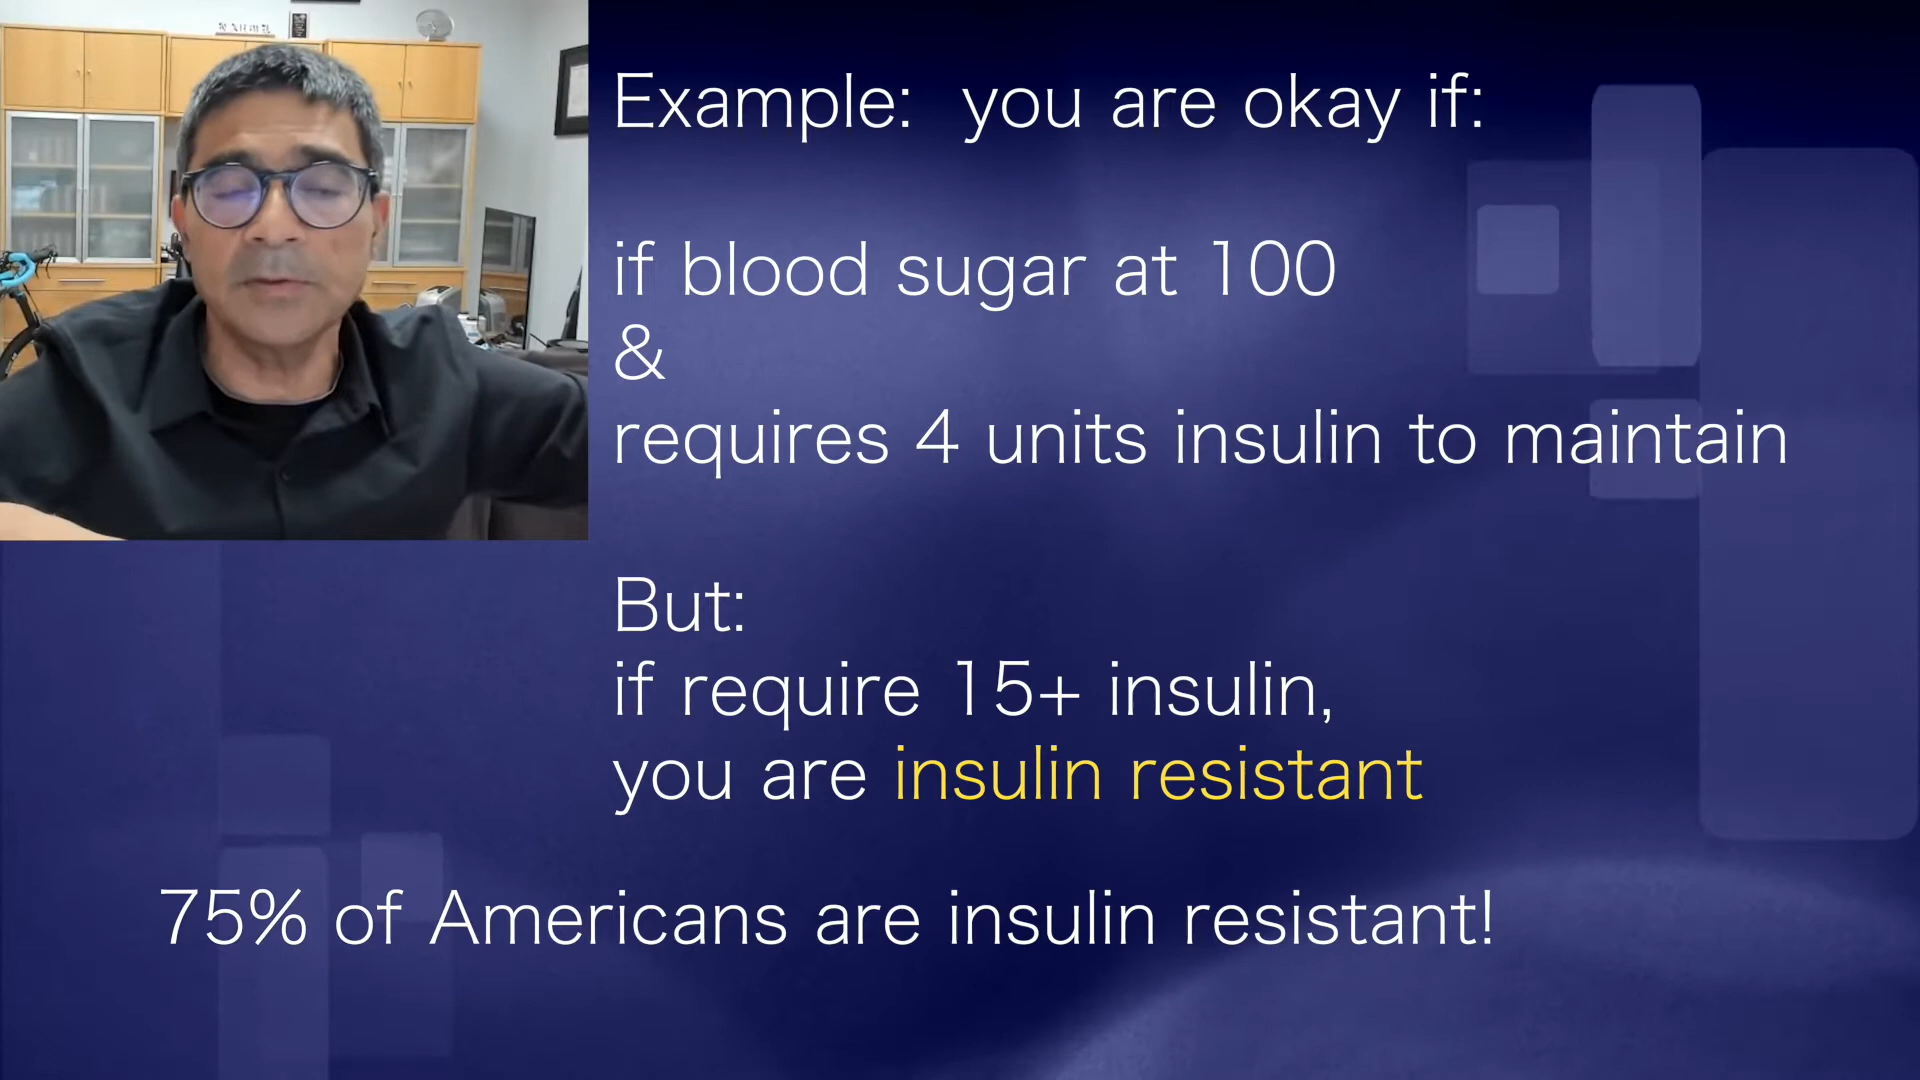 Example: you are okay if:
if blood sugar at 100
&
requires 4 units insulin to maintain
But:
if require 15+ insulin,
you are insulin resistant
75% of Americans are insulin resistant!